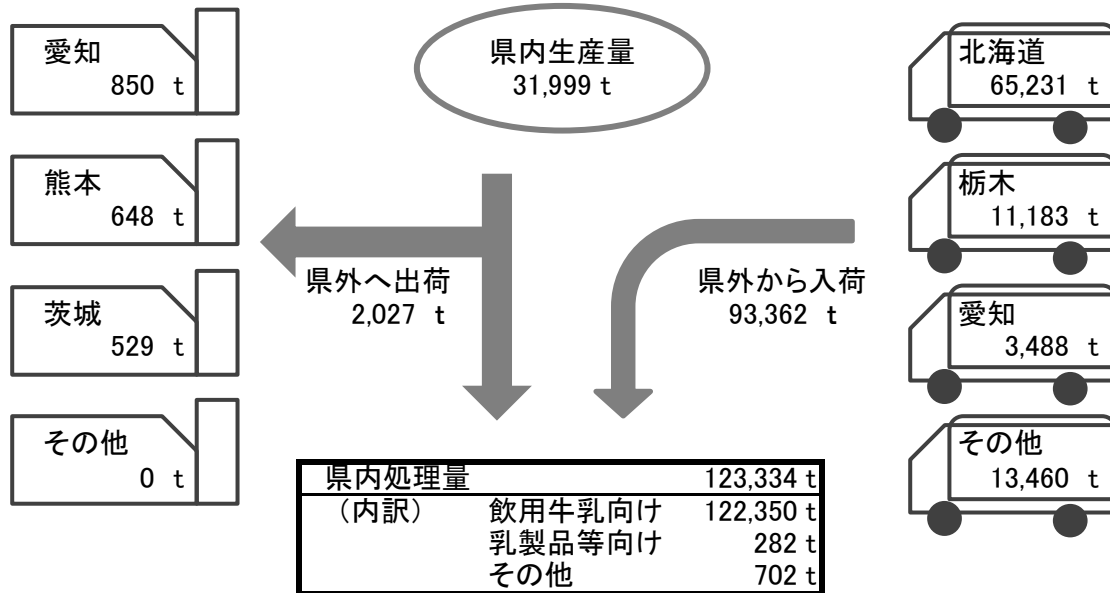 愛知
850 t
熊本
648 t
茨城
529 t
その他
0 t
県内生産量
31,999 t
県外へ出荷
2,027 t
県外から入荷
93,362 t
北海道
65,231 t
栃木
11,183 t
愛知
3,488 t
その他
13,460 t
県内処理量 123,334 t
（内訳） 飲用牛乳向け 122,350 t
乳製品等向け 282 t
その他 702 t